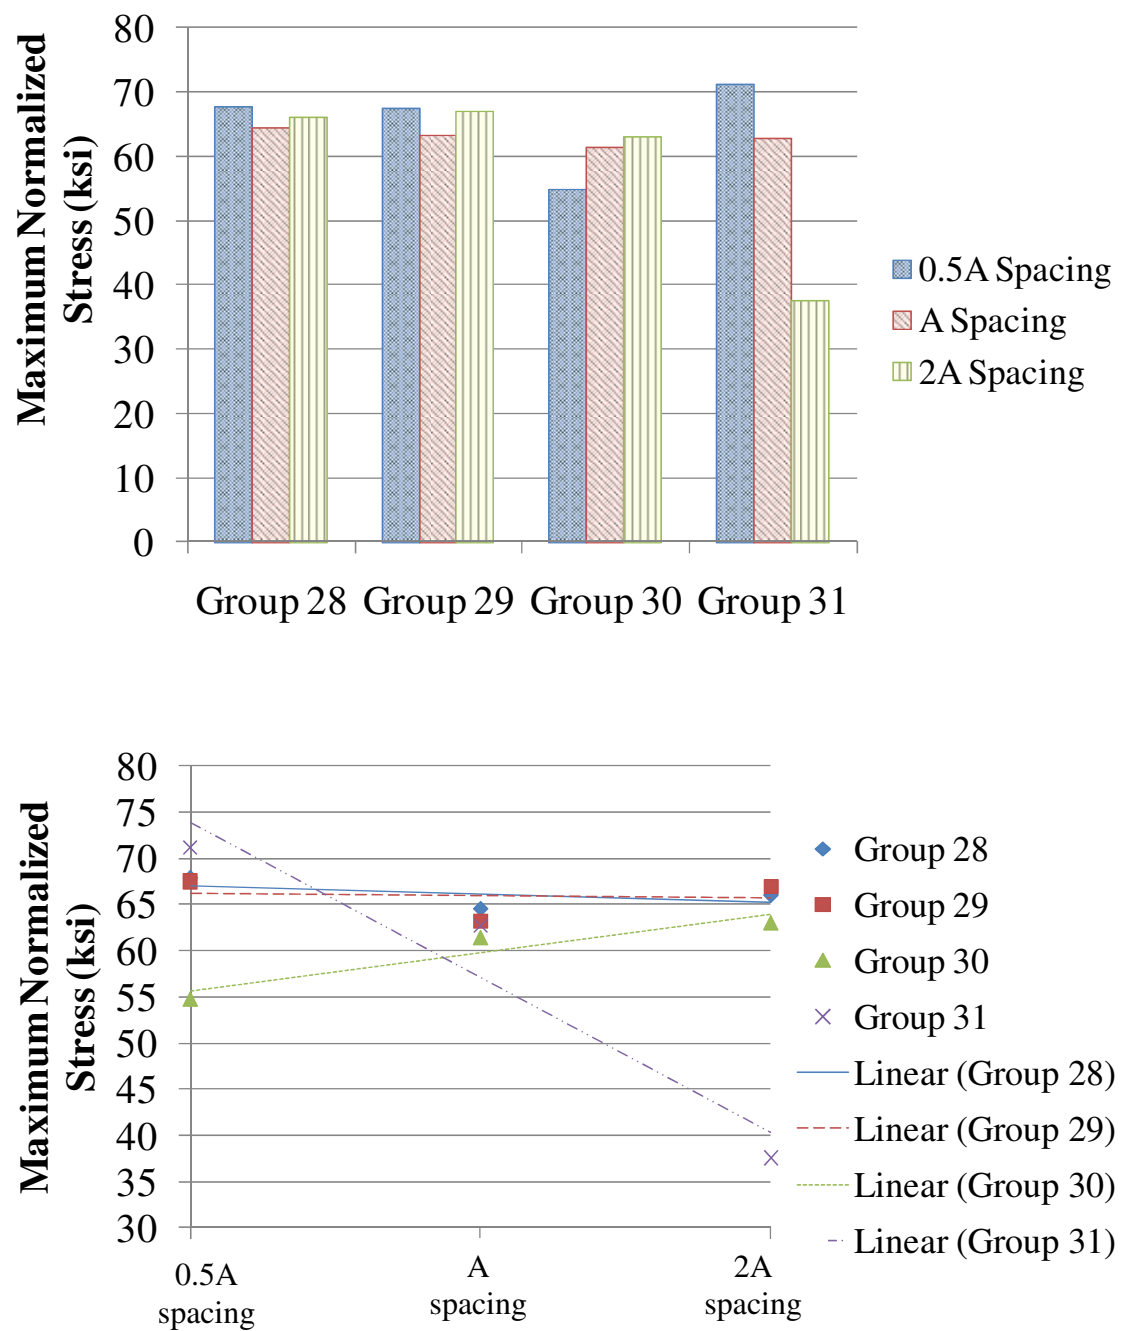 Maximum Normalized
Stress (ksi)
80
70
60
50
40
30
20
10
0
Group 28 Group 29 Group 30 Group 31
0.5A Spacing
A Spacing
2A Spacing
Maximum Normalized
Stress (ksi)
80
75
70
65
60
55
50
45
40
35
30
0.5A
spacing
A
spacing
2A
spacing
Group 28
Group 29
Group 30
Group 31
Linear (Group 28)
Linear (Group 29)
Linear (Group 30)
Linear (Group 31)